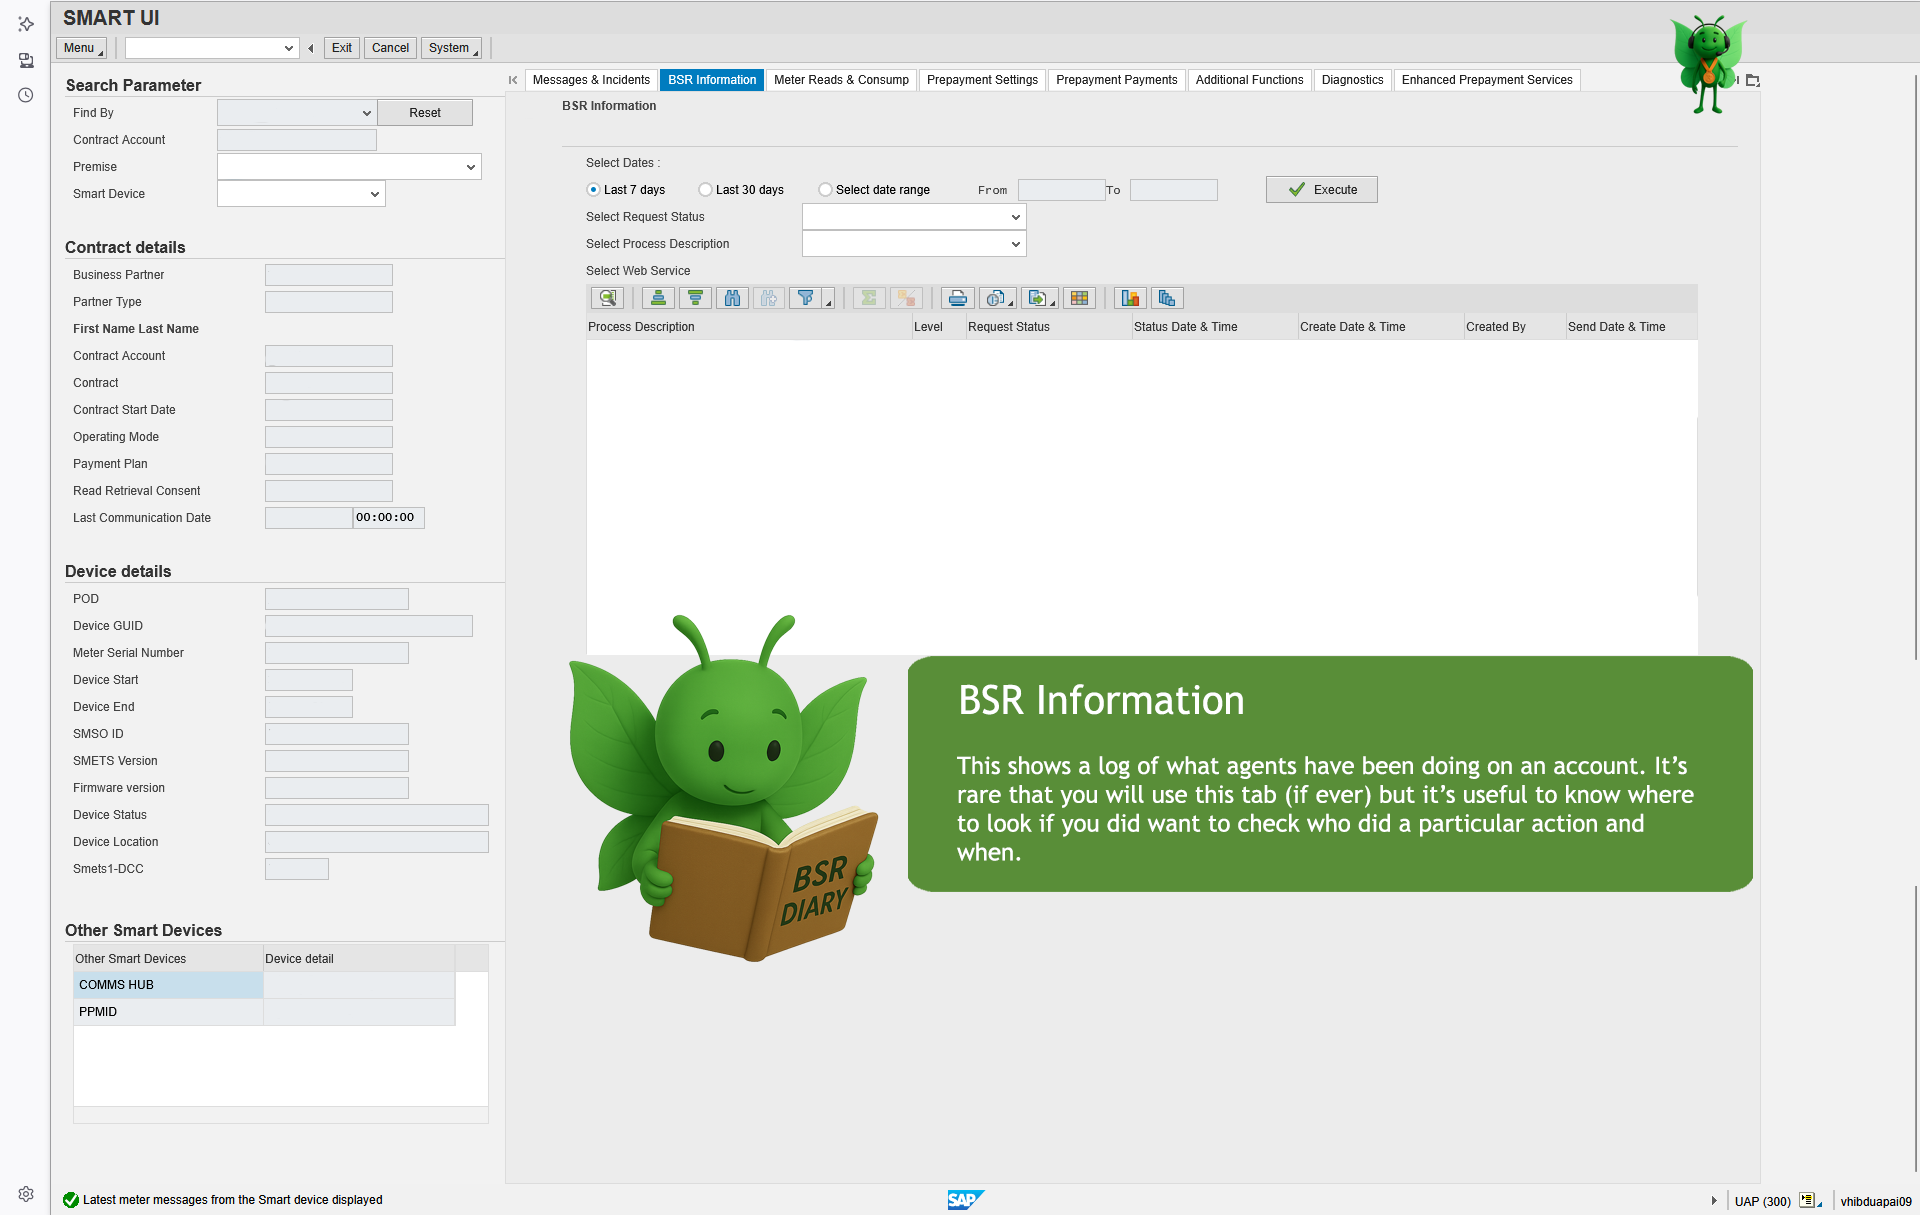 SMART UI
Menu
Exit
Cancel
System
Search Parameter
Find By
Reset
Contract Account
Premise
Smart Device
Contract details
Business Partner
Partner Type
First Name Last Name
Contract Account
Contract
Contract Start Date
Operating Mode
Payment Plan
Read Retrieval Consent
Last Communication Date
00:00:00
Device details
POD
Device GUID
Meter Serial Number
Device Start
Device End
SMSO ID
SMETS Version
Firmware version
Device Status
Device Location
Smets1-DCC
Other Smart Devices
Other Smart Devices Device detail
COMMS HUB
PPMID
Messages & Incidents BSR Information Meter Reads & Consump Prepayment Settings Prepayment Payments Additional Functions Diagnostics Enhanced Prepayment Services
BSR Information
Select Dates :
Last 7 days Last 30 days Select date range From To Execute
Select Request Status
Select Process Description
Select Web Service
Process Description Level Request Status Status Date & Time Create Date & Time Created By Send Date & Time
BSR
DIARY
BSR Information
This shows a log of what agents have been doing on an account. It's
rare that you will use this tab (if ever) but it's useful to know where
to look if you did want to check who did a particular action and
when.
Latest meter messages from the Smart device displayed
SAP
UAP (300)
vhibduapai09